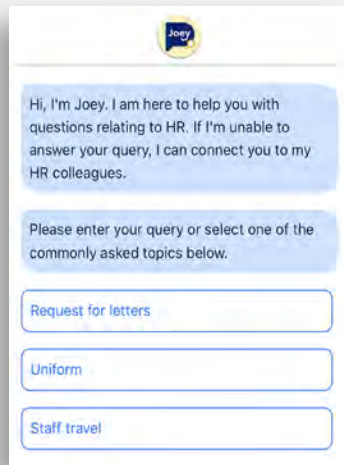 Joey
Hi, I'm Joey. I am here to help you with
questions relating to HR. If I'm unable to
answer your query, I can connect you to my
HR colleagues.
Please enter your query or select one of the
commonly asked topics below.
Request for letters
Uniform
Staff travel